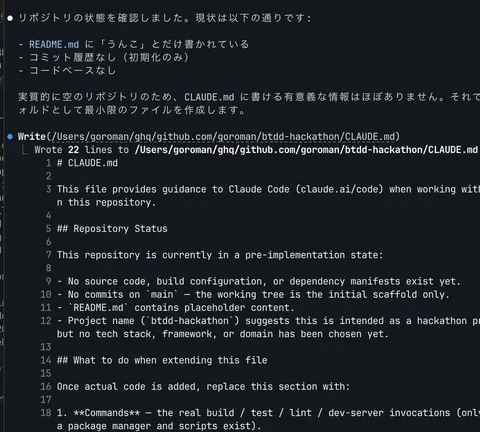 ● リポジトリの状態を確認しました。現状は以下の通りです:
- README.md に「うんこ」とだけ書かれている
- コミット履歴なし（初期化のみ）
- コードベースなし
実質的に空のリポジトリのため、CLAUDE.md に書ける有意義な情報はほぼありません。それで
ォルドとして最小限のファイルを作成します。
● Write(/Users/goroman/ghq/github.com/goroman/btdd-hackathon/CLAUDE.md)
Wrote 22 lines to /Users/goroman/ghq/github.com/goroman/btdd-hackathon/CLAUDE.md
1 # CLAUDE.md
2
3 This file provides guidance to Claude Code (claude.ai/code) when working with
n this repository.
4
5 ## Repository Status
6
7 This repository is currently in a pre-implementation state:
8
9 - No source code, build configuration, or dependency manifests exist yet.
10 - No commits on `main` — the working tree is the initial scaffold only.
11 - `README.md` contains placeholder content.
12 - Project name (`btdd-hackathon`) suggests this is intended as a hackathon pr
but no tech stack, framework, or domain has been chosen yet.
13
14 ## What to do when extending this file
15
16 Once actual code is added, replace this section with:
17
18 1. **Commands** — the real build / test / lint / dev-server invocations (only
a package manager and scripts exist).